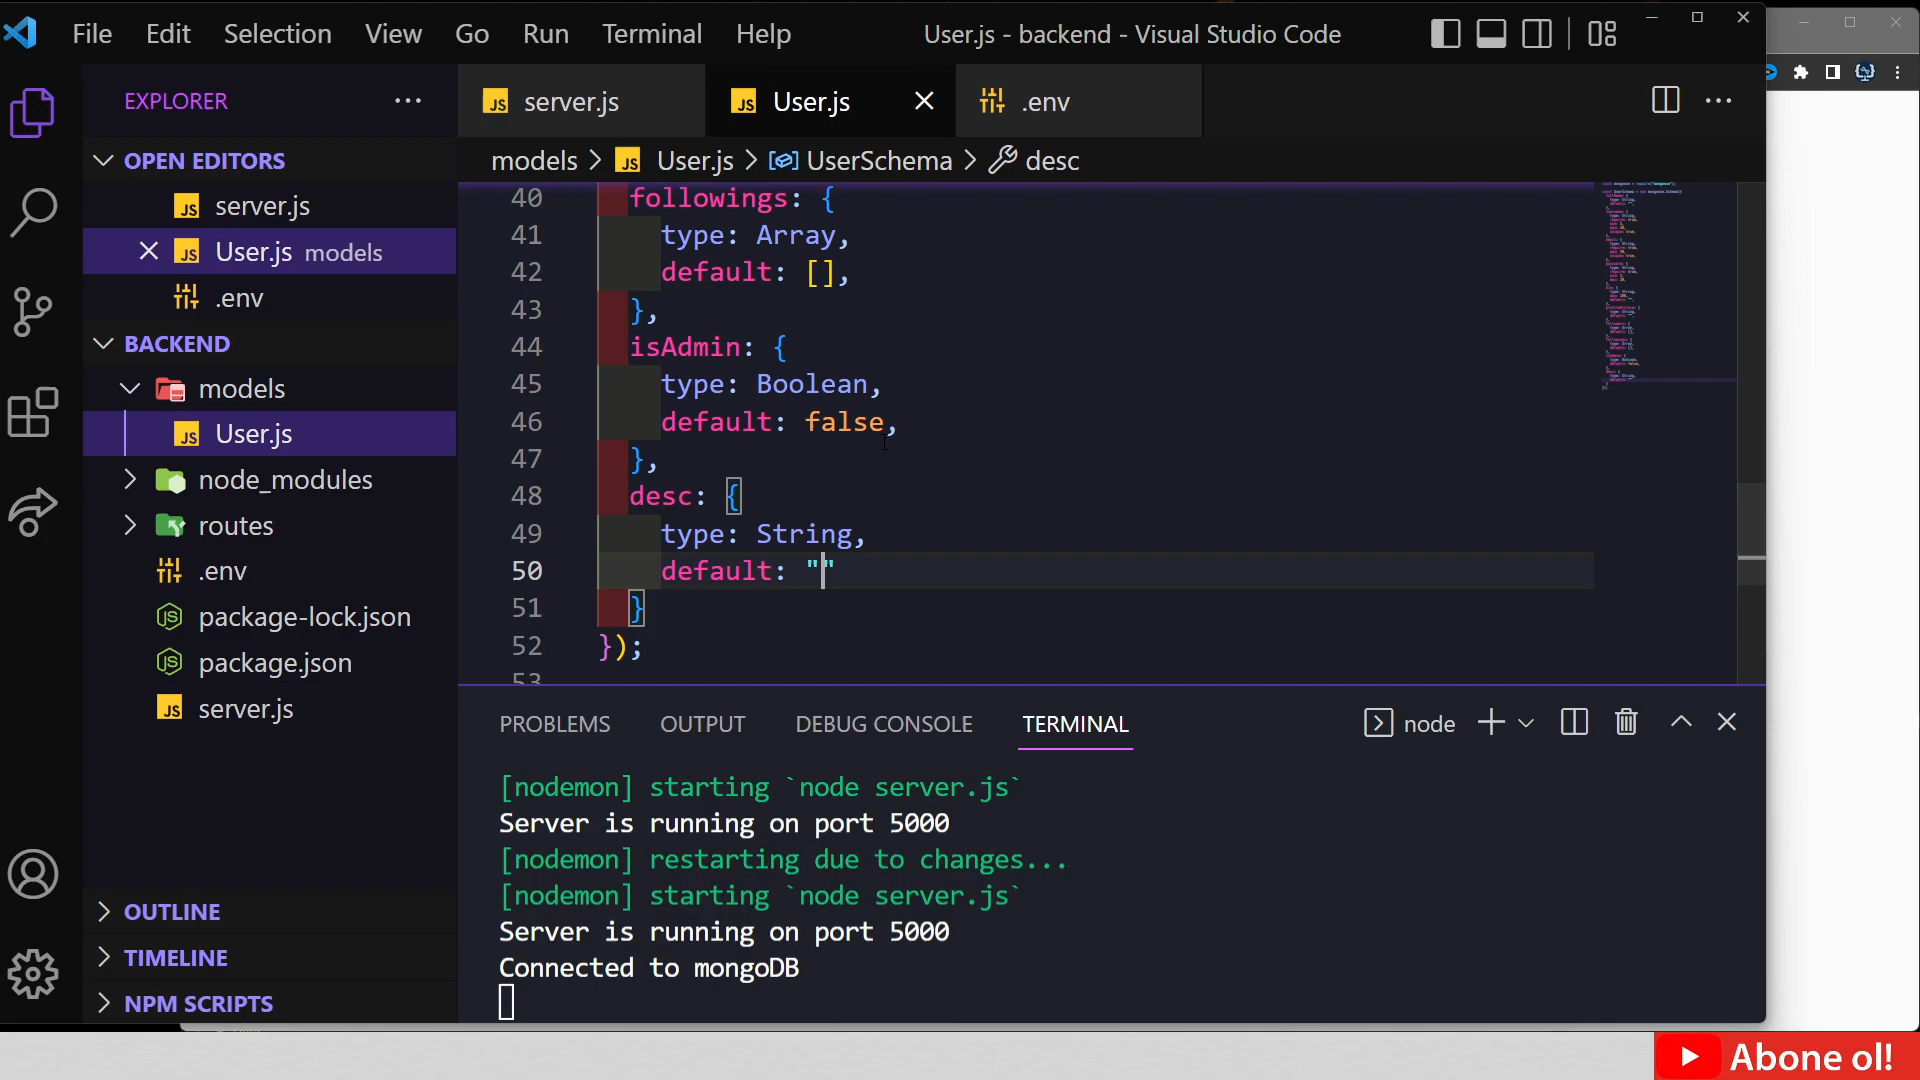 File Edit Selection View Go Run Terminal Help
User.js - backend - Visual Studio Code
EXPLORER
OPEN EDITORS
server.js
User.js models
.env
BACKEND
models
User.js
node_modules
routes
.env
package-lock.json
package.json
server.js
OUTLINE
TIMELINE
NPM SCRIPTS
server.js User.js .env
models > User.js > UserSchema > desc
40 followings: {
41 type: Array,
42 default: [],
43 },
44 isAdmin: {
45 type: Boolean,
46 default: false,
47 },
48 desc: {
49 type: String,
50 default: ""
51 }
52 });
53
PROBLEMS OUTPUT DEBUG CONSOLE TERMINAL
node
[nodemon] starting `node server.js`
Server is running on port 5000
[nodemon] restarting due to changes...
[nodemon] starting `node server.js`
Server is running on port 5000
Connected to mongoDB
Abone ol!